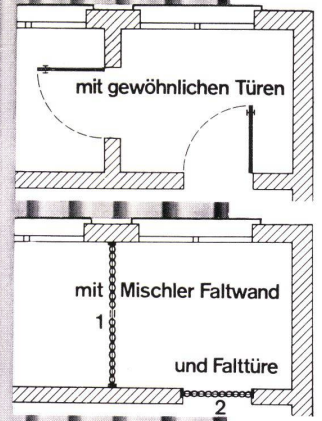 mit gewöhnlichen Türen
mit Mischler Faltwand
1
und Falttüre
2